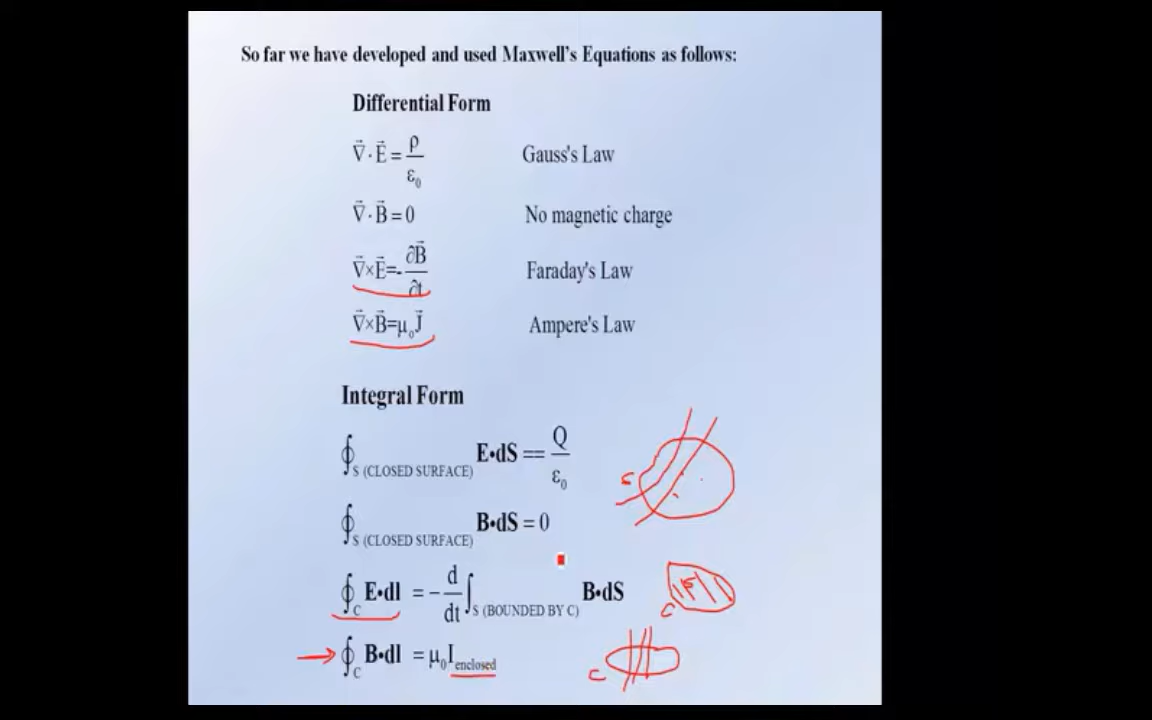 So far we have developed and used Maxwell's Equations as follows:
Differential Form
∇⃗·E⃗=ρ/ε₀ Gauss's Law
∇⃗·B⃗=0 No magnetic charge
∇⃗×E⃗=-∂B⃗/∂t Faraday's Law
∇⃗×B⃗=μ₀J⃗ Ampere's Law
Integral Form
∮S (CLOSED SURFACE) E•dS == Q/ε₀
S
∮S (CLOSED SURFACE) B•dS = 0
∮C E•dl = − d/dt ∫S (BOUNDED BY C) B•dS
C
∮C B•dl = μ₀I enclosed
C